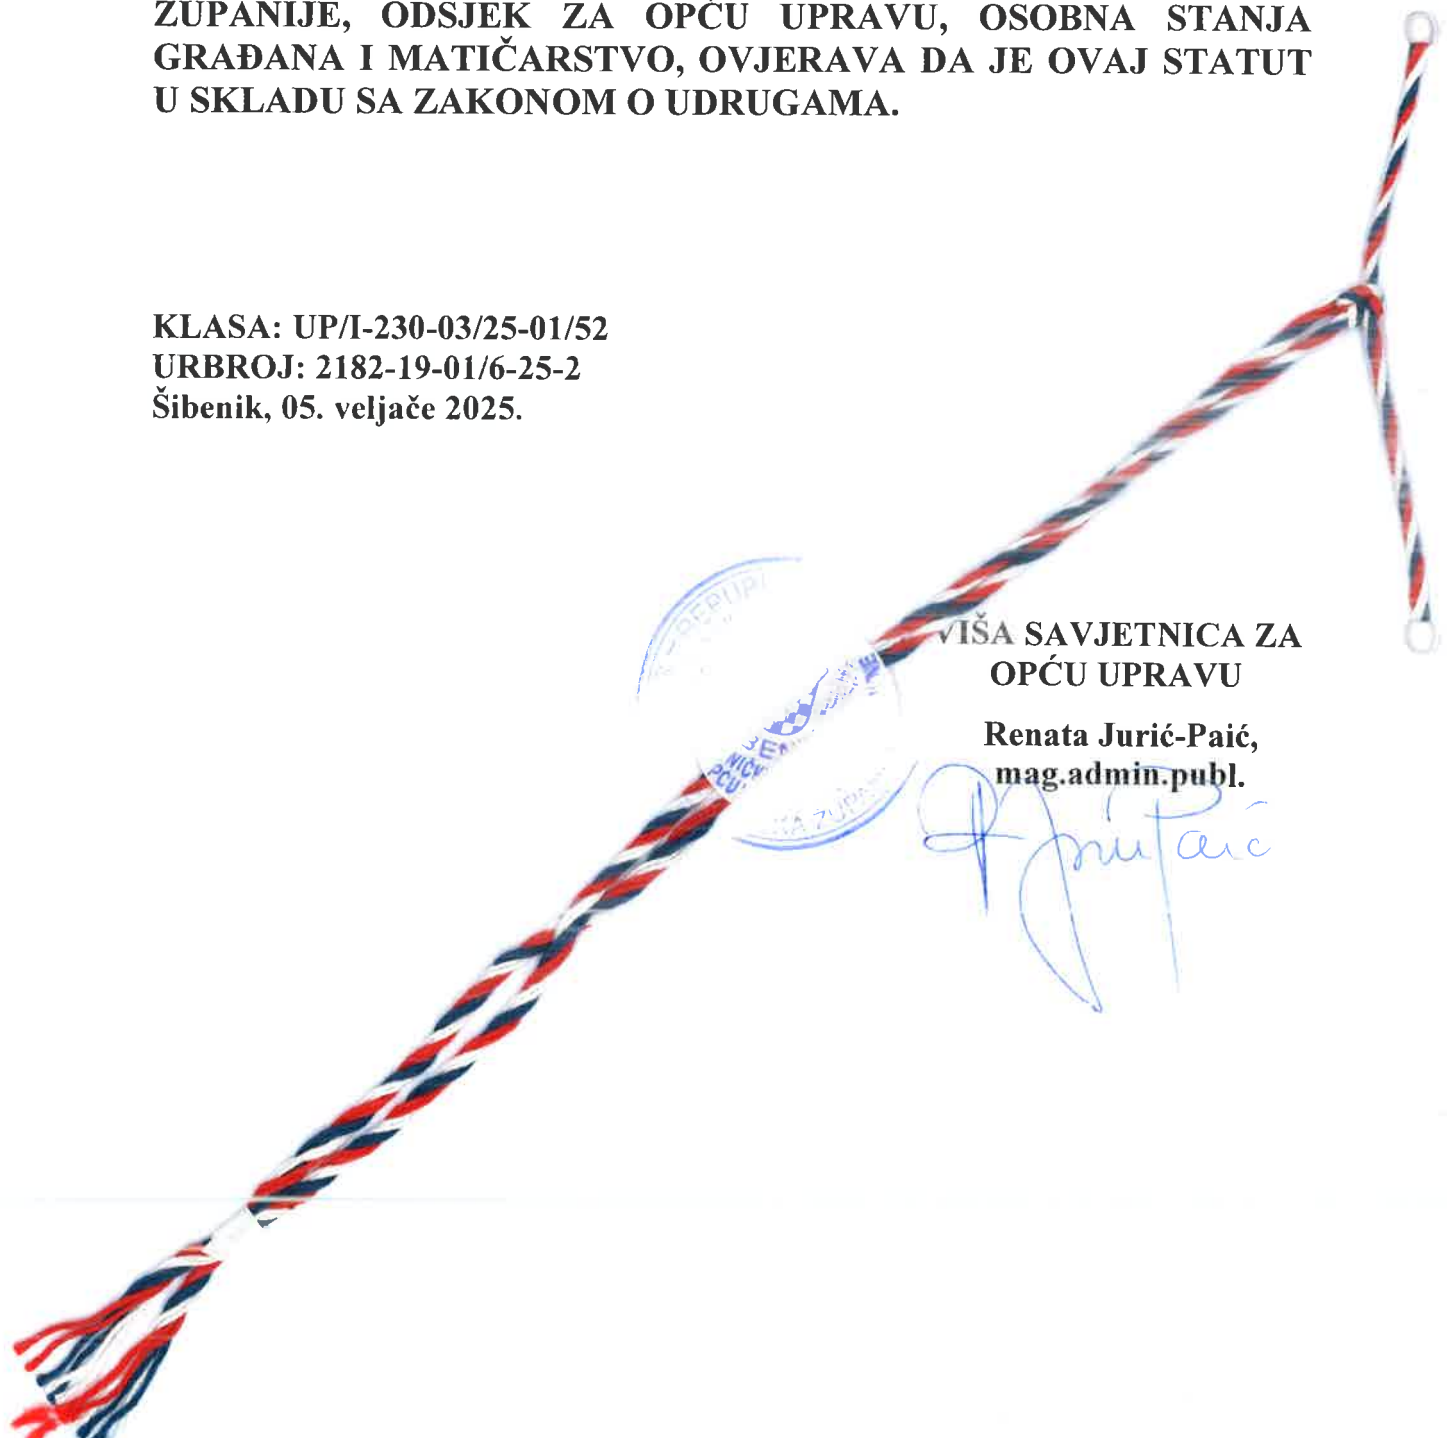 ŽUPANIJE, ODSJEK ZA OPĆU UPRAVU, OSOBNA STANJA
GRAĐANA I MATIČARSTVO, OVJERAVA DA JE OVAJ STATUT
U SKLADU SA ZAKONOM O UDRUGAMA.
KLASA: UP/I-230-03/25-01/52
URBROJ: 2182-19-01/6-25-2
Šibenik, 05. veljače 2025.
VIŠA SAVJETNICA ZA
OPĆU UPRAVU
Renata Jurić-Paić,
mag.admin.publ.